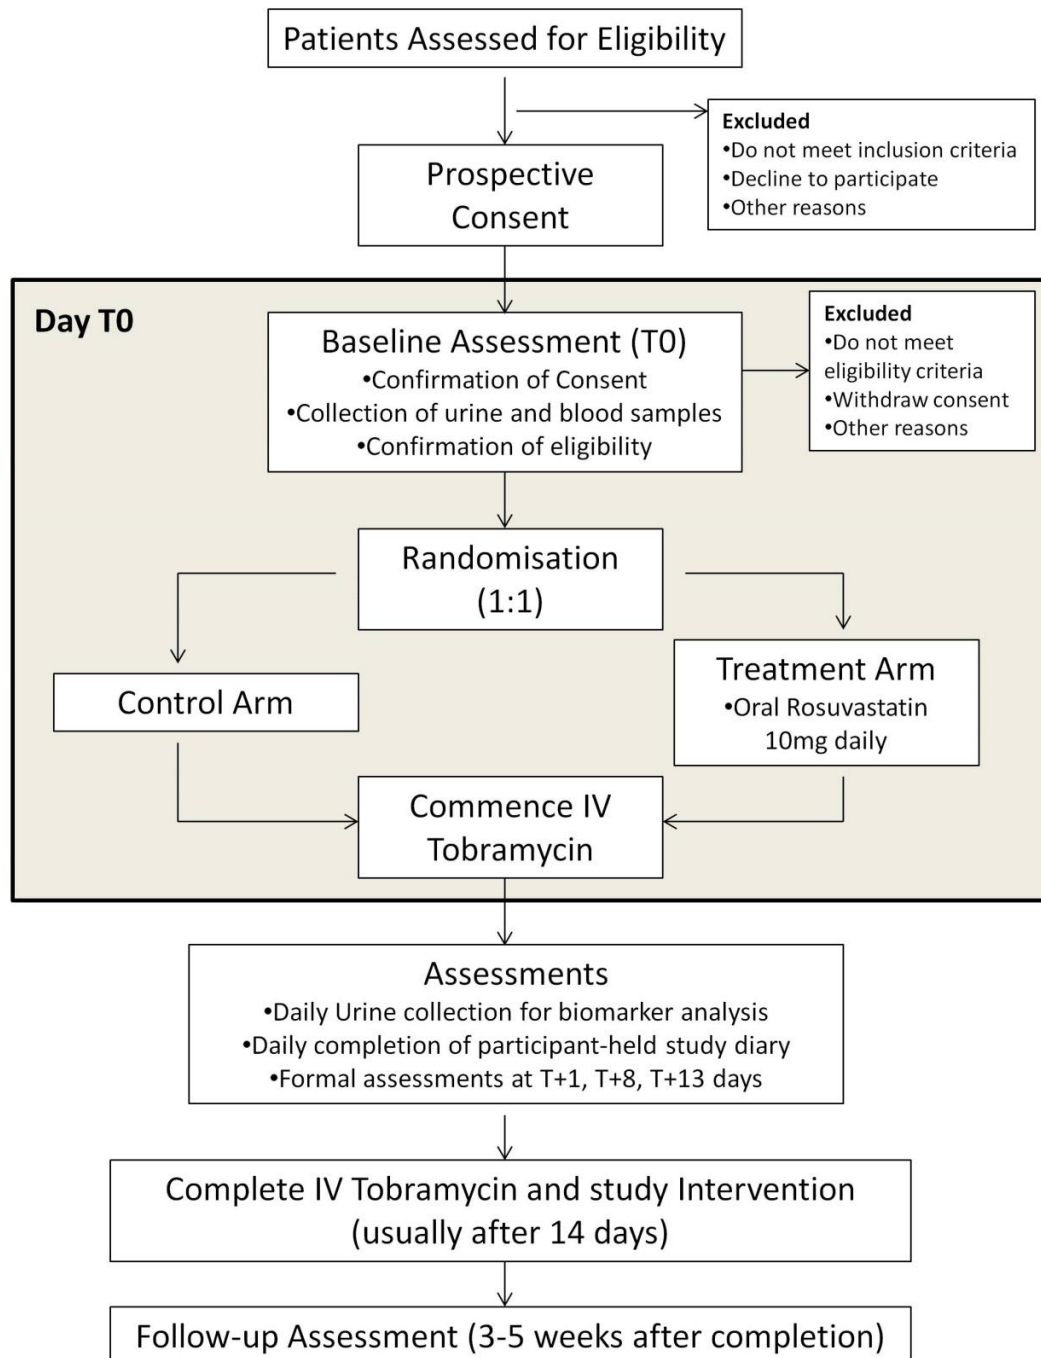 Patients Assessed for Eligibility
Excluded
•Do not meet inclusion criteria
•Decline to participate
•Other reasons
Prospective
Consent
Day T0
Baseline Assessment (T0)
•Confirmation of Consent
•Collection of urine and blood samples
•Confirmation of eligibility
Excluded
•Do not meet
eligibility criteria
•Withdraw consent
•Other reasons
Randomisation
(1:1)
Control Arm
Treatment Arm
•Oral Rosuvastatin
10mg daily
Commence IV
Tobramycin
Assessments
•Daily Urine collection for biomarker analysis
•Daily completion of participant-held study diary
•Formal assessments at T+1, T+8, T+13 days
Complete IV Tobramycin and study Intervention
(usually after 14 days)
Follow-up Assessment (3-5 weeks after completion)